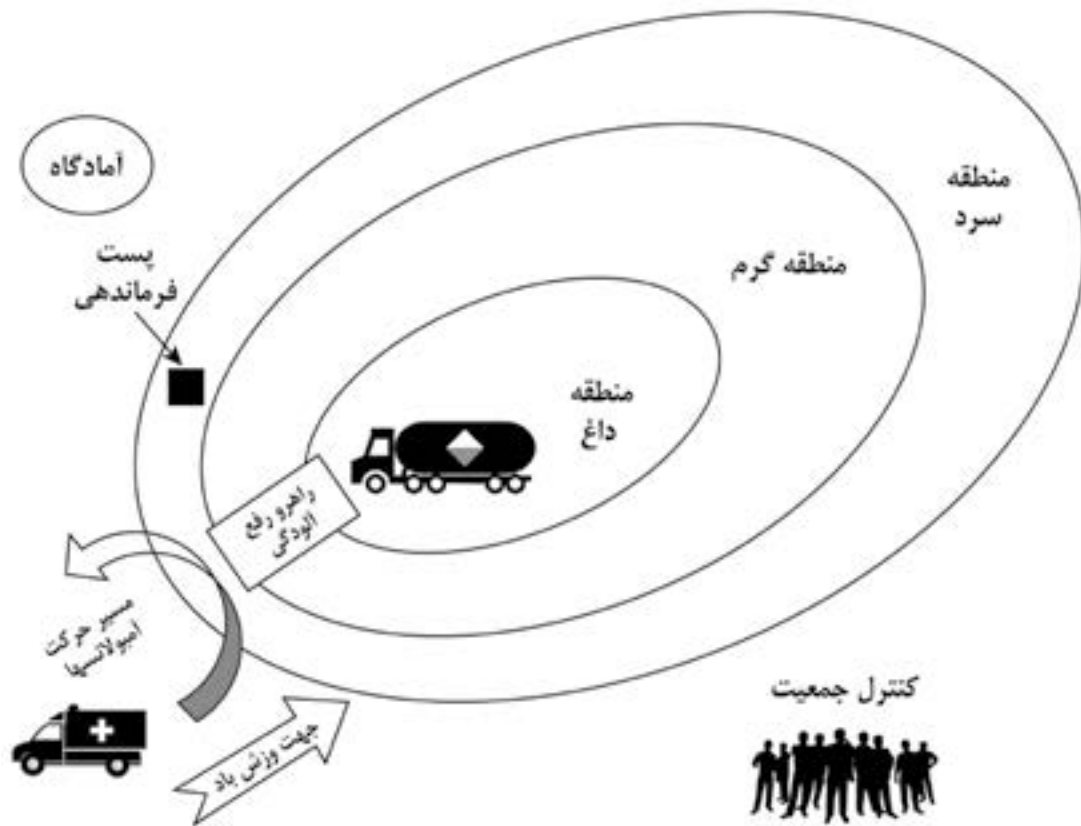 منطقه
سرد
آمادگاه
منطقه گرم
پست
فرماندهی
منطقه
داغ
راهرو رفع
آلودگی
مسیر حرکت
آمبولانسها
جهت وزش باد
کنترل جمعیت